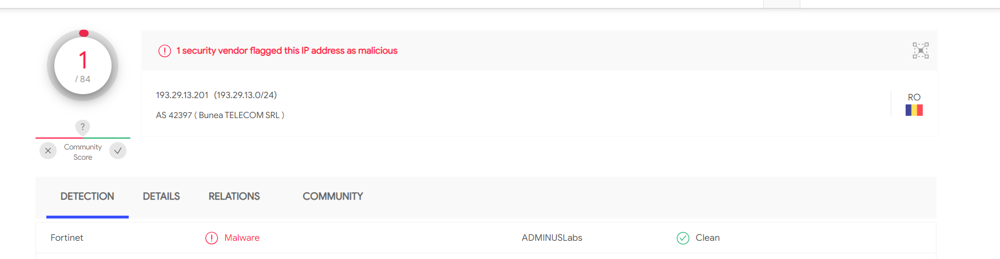 1 security vendor flagged this IP address as malicious
1
/ 84
193.29.13.201 (193.29.13.0/24)
AS 42397 ( Bunea TELECOM SRL )
RO
?
Community
Score
DETECTION DETAILS RELATIONS COMMUNITY
Fortinet Malware ADMINUSLabs Clean